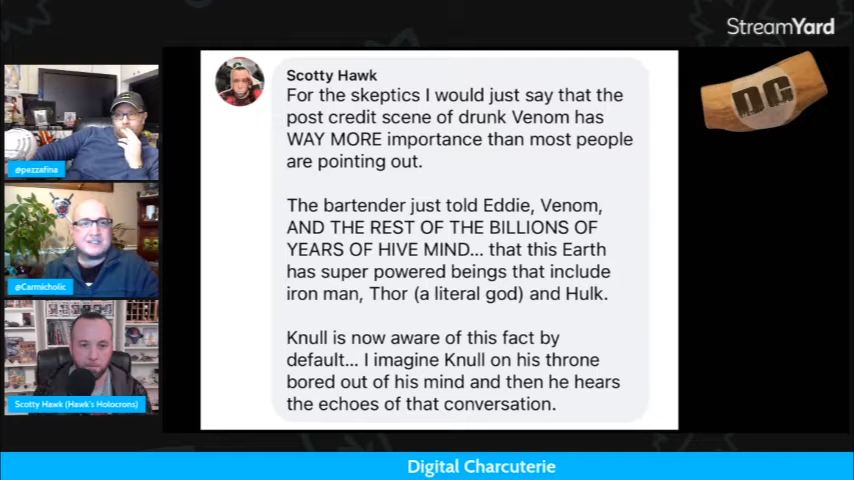 StreamYard
DG
@pezzafina
@Carmicholic
Scotty Hawk (Hawk's Holocrons)
Scotty Hawk
For the skeptics I would just say that the
post credit scene of drunk Venom has
WAY MORE importance than most people
are pointing out.
The bartender just told Eddie, Venom,
AND THE REST OF THE BILLIONS OF
YEARS OF HIVE MIND... that this Earth
has super powered beings that include
iron man, Thor (a literal god) and Hulk.
Knull is now aware of this fact by
default... I imagine Knull on his throne
bored out of his mind and then he hears
the echoes of that conversation.
Digital Charcuterie